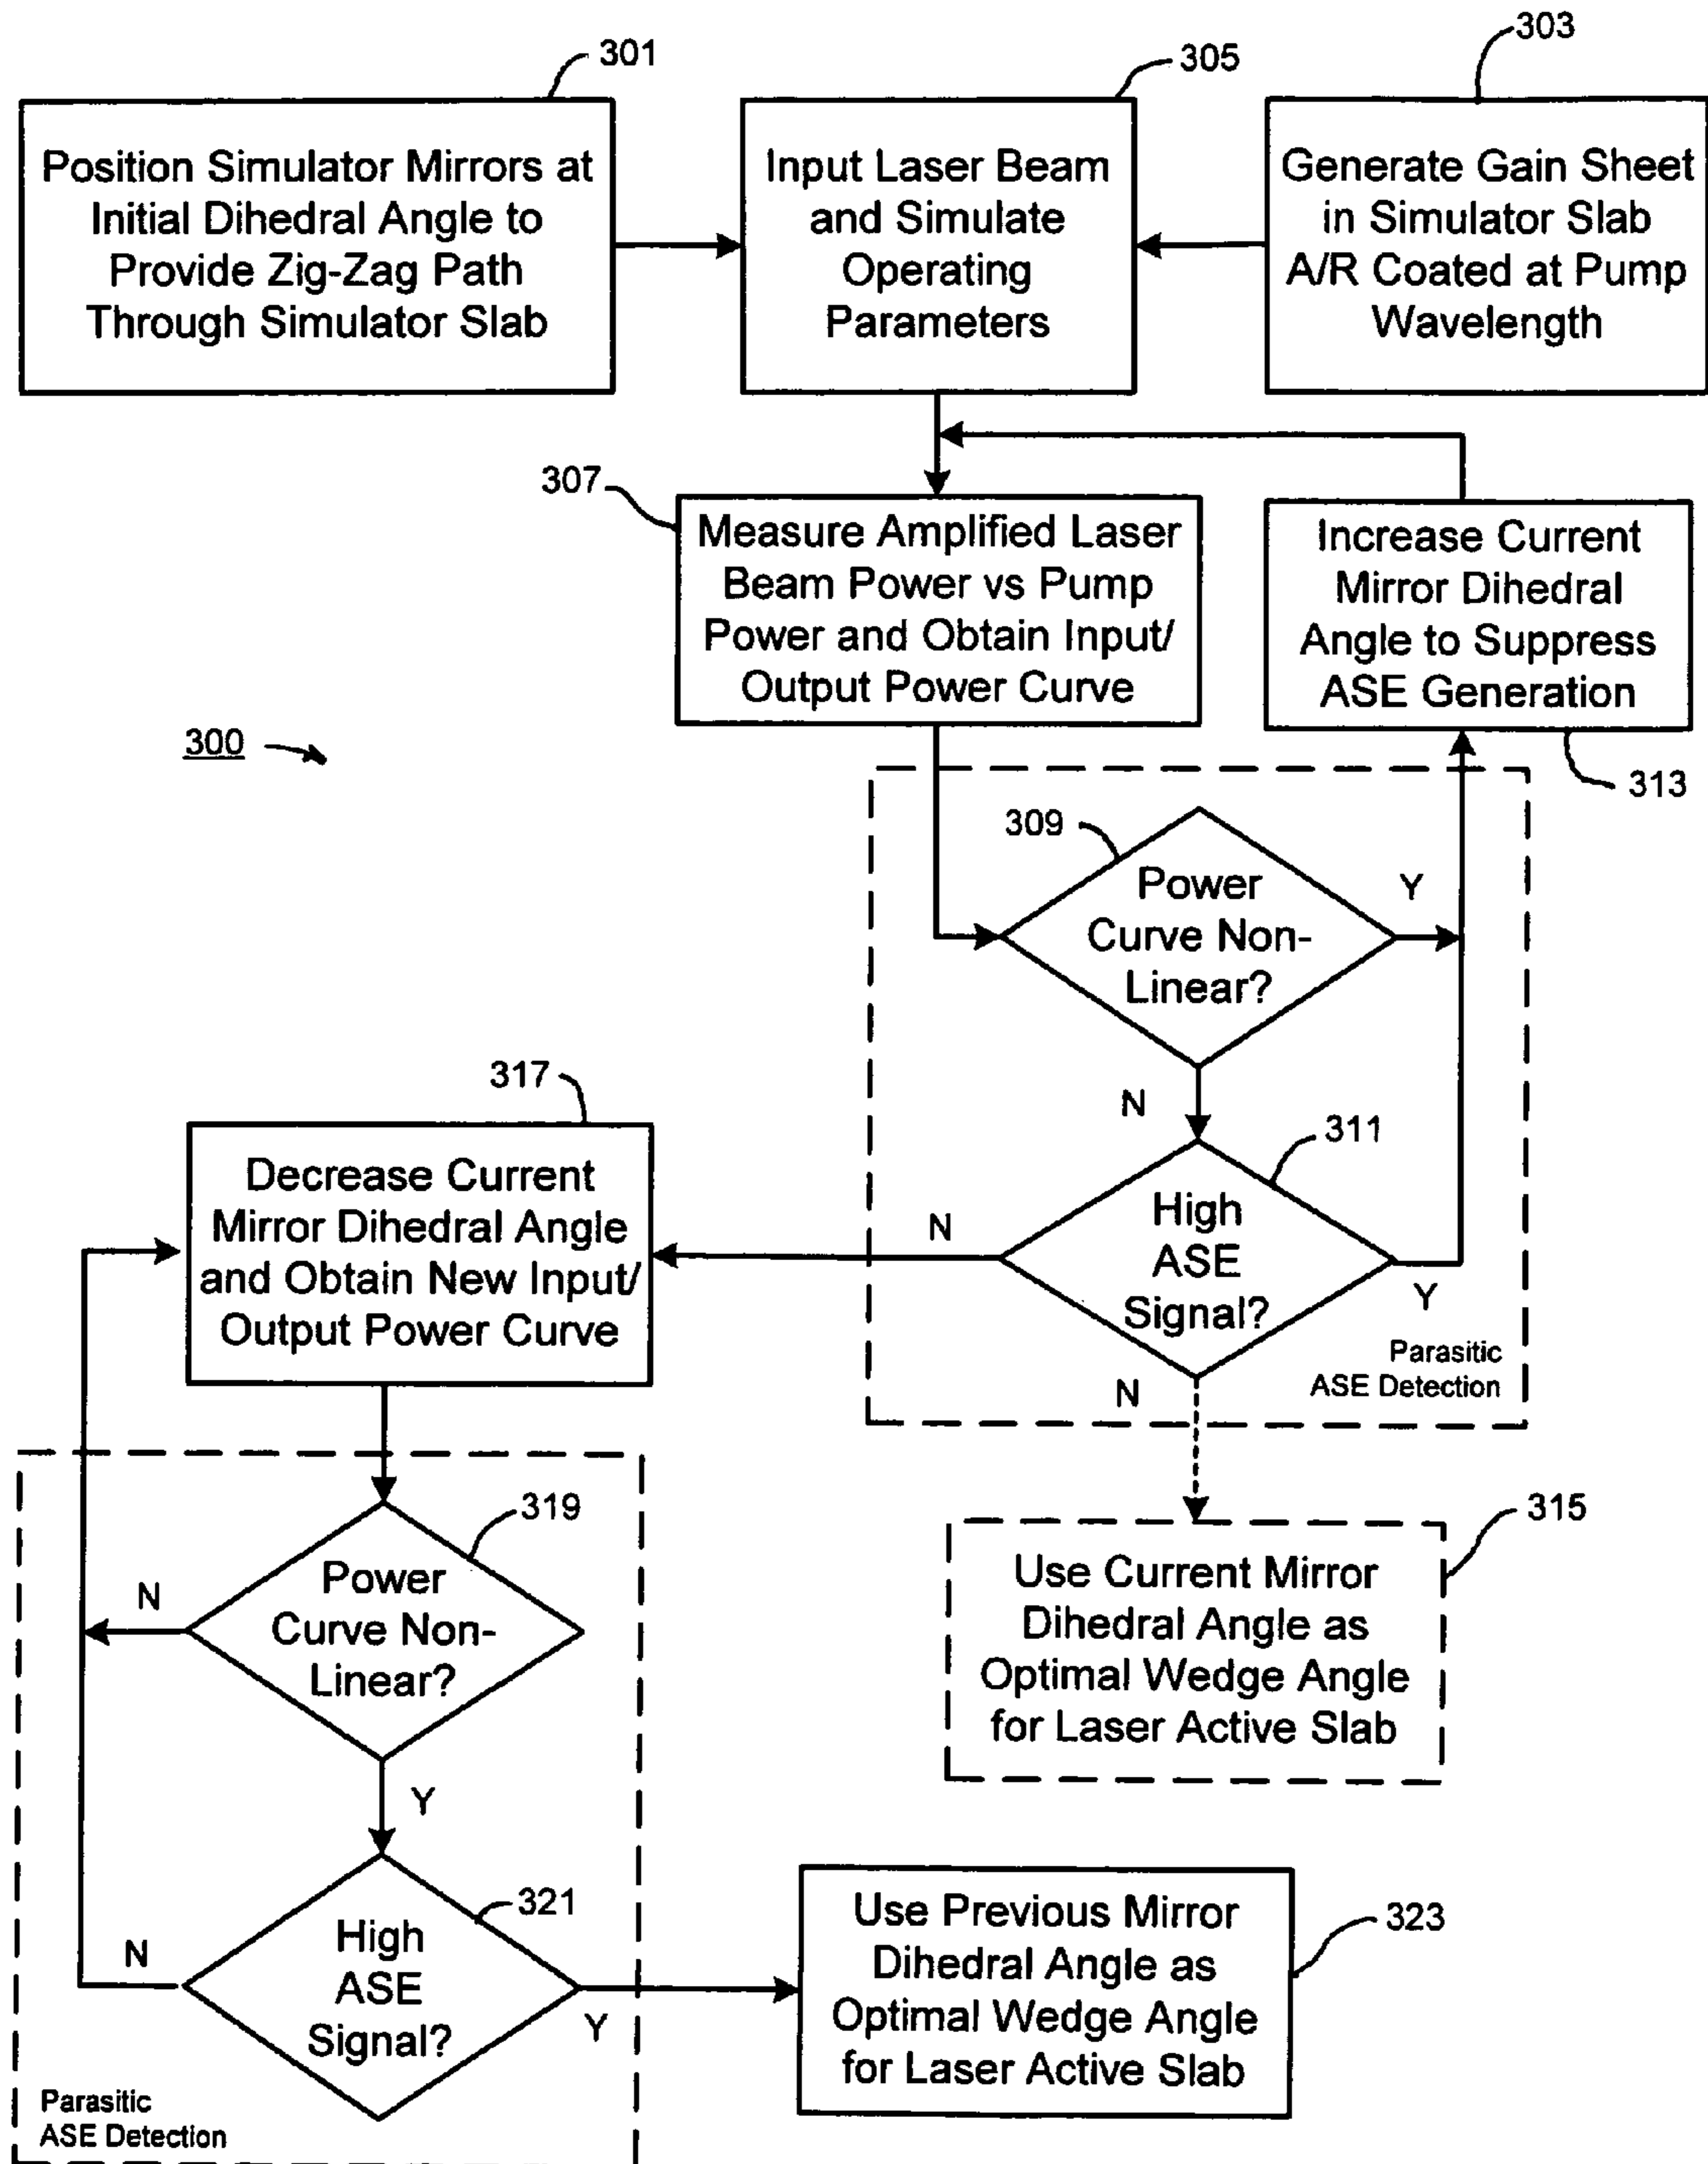 301
305
303
Position Simulator Mirrors at
Initial Dihedral Angle to
Provide Zig-Zag Path
Through Simulator Slab
Input Laser Beam
and Simulate
Operating
Parameters
Generate Gain Sheet
in Simulator Slab
A/R Coated at Pump
Wavelength
307
Measure Amplified Laser
Beam Power vs Pump
Power and Obtain Input/
Output Power Curve
Increase Current
Mirror Dihedral
Angle to Suppress
ASE Generation
313
300
309
Power
Curve Non-
Linear?
Y
N
311
High
ASE
Signal?
N
Y
N
Parasitic
ASE Detection
317
Decrease Current
Mirror Dihedral Angle
and Obtain New Input/
Output Power Curve
315
Use Current Mirror
Dihedral Angle as
Optimal Wedge Angle
for Laser Active Slab
319
Power
Curve Non-
Linear?
N
Y
321
High
ASE
Signal?
N
Y
Parasitic
ASE Detection
323
Use Previous Mirror
Dihedral Angle as
Optimal Wedge Angle
for Laser Active Slab